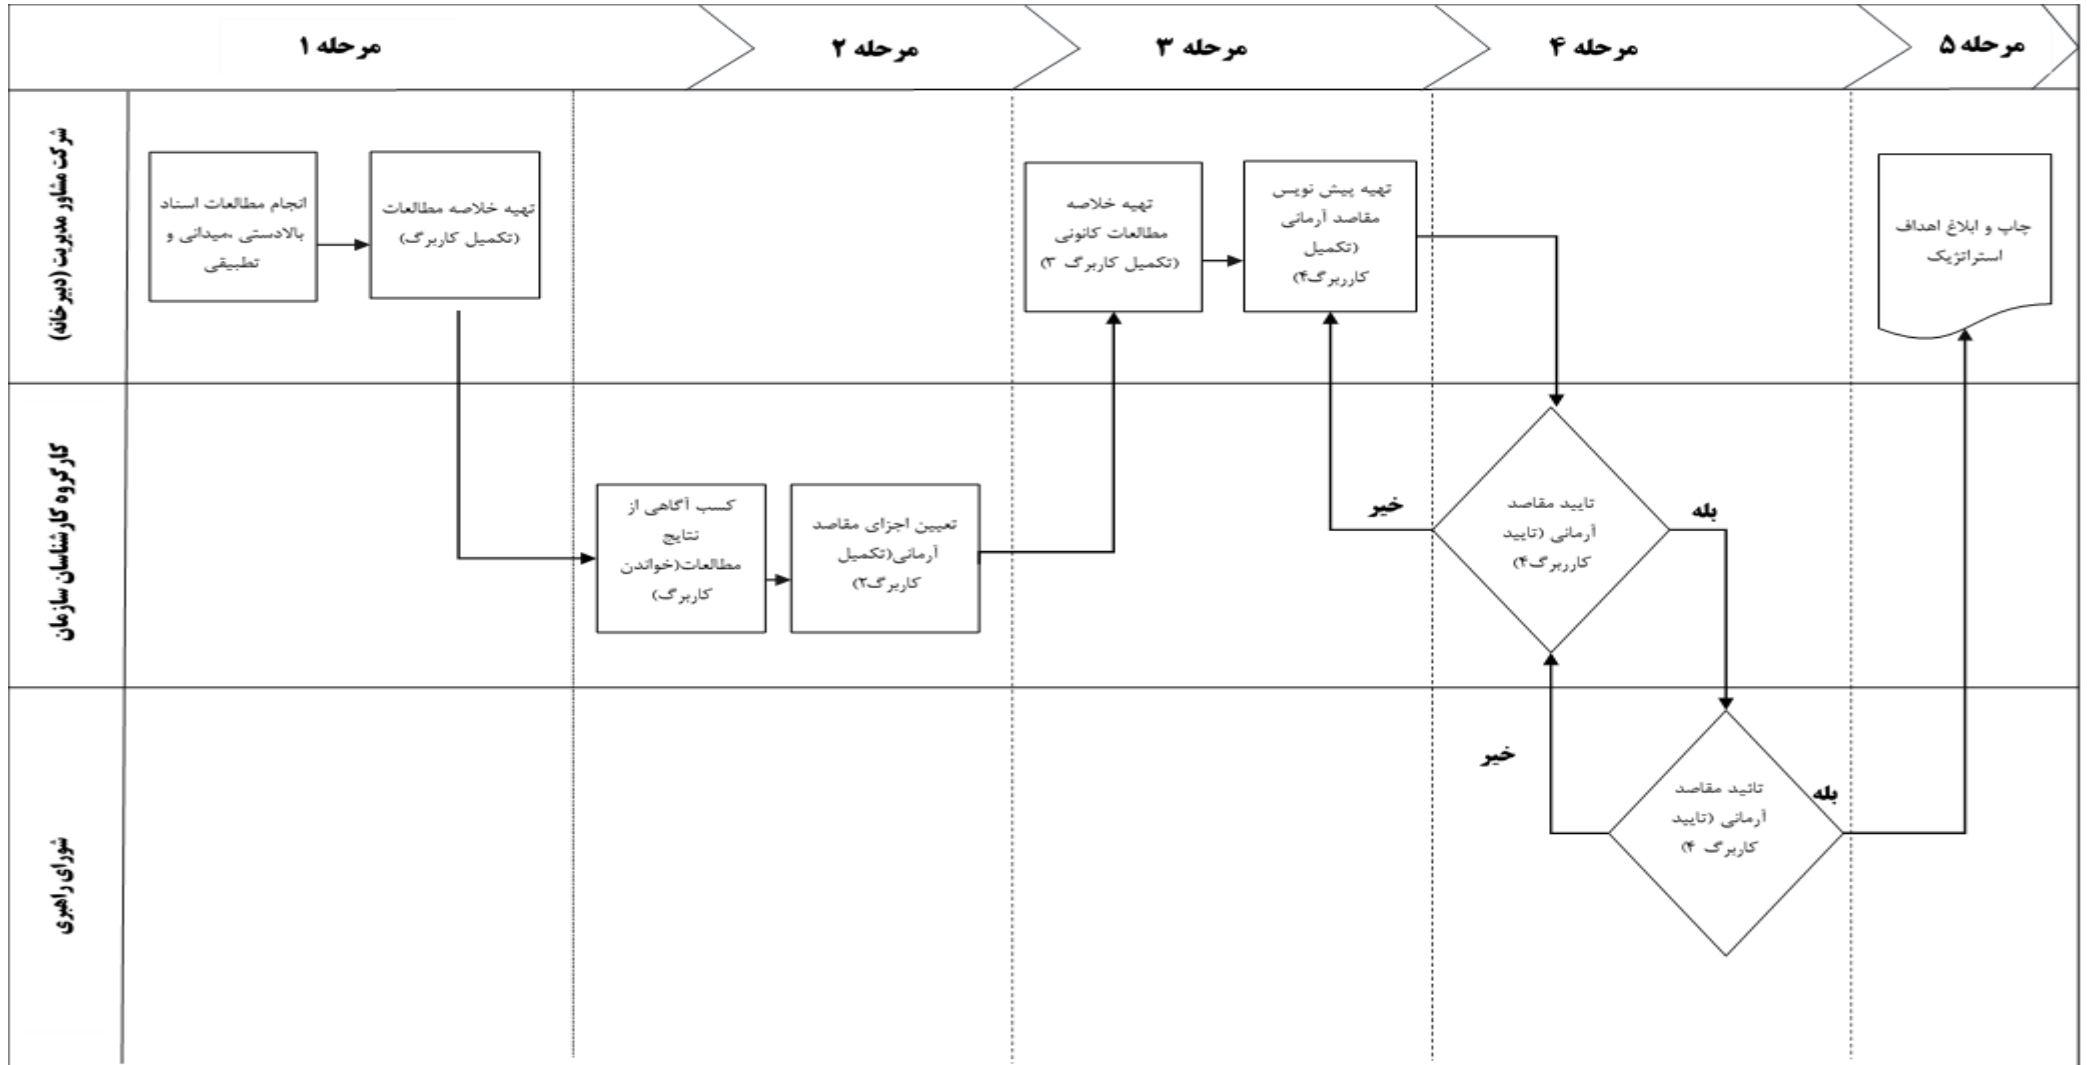 مرحله ۱
مرحله ۲
مرحله ۳
مرحله ۴
مرحله ۵
شرکت مشاور مدیریت (دبیرخانه)
انجام مطالعات اسناد
بالادستی ،میدانی و
تطبیقی
تهیه خلاصه مطالعات
(تکمیل کاربرگ)
تهیه خلاصه
مطالعات کانونی
(تکمیل کاربرگ ۳)
تهیه پیش نویس
مقاصد آرمانی
(تکمیل
کارربرگ۴)
چاپ و ابلاغ اهداف
استراتژیک
کارگروه کارشناسان سازمان
کسب آگاهی از
نتایج
مطالعات(خواندن
کاربرگ)
تعیین اجزای مقاصد
آرمانی(تکمیل
کاربرگ۲)
خیر
تایید مقاصد
آرمانی (تایید
کارربرگ۴)
بله
شورای راهبری
خیر
تائید مقاصد
آرمانی (تایید
کاربرگ ۴)
بله